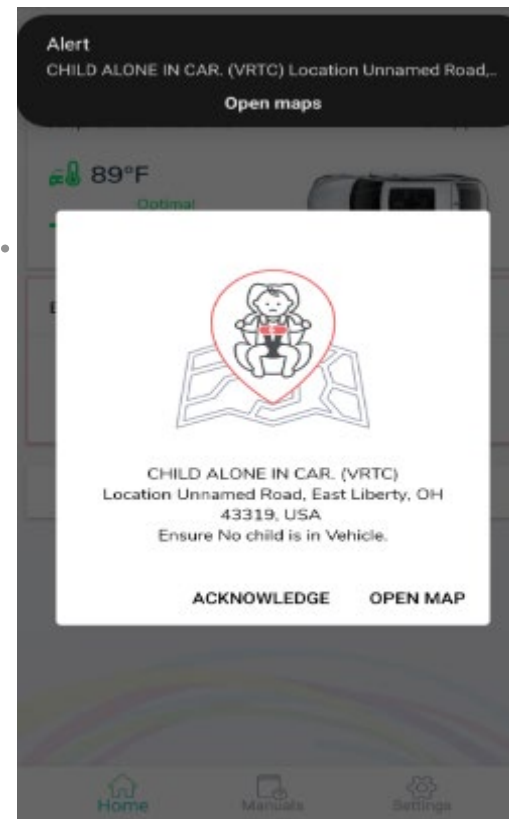 Alert
CHILD ALONE IN CAR. (VRTC) Location Unnamed Road,..
Open maps
89°F
Optimal
CHILD ALONE IN CAR. (VRTC)
Location Unnamed Road, East Liberty, OH
43319, USA
Ensure No child is in Vehicle.
ACKNOWLEDGE OPEN MAP
Home Manuals Settings